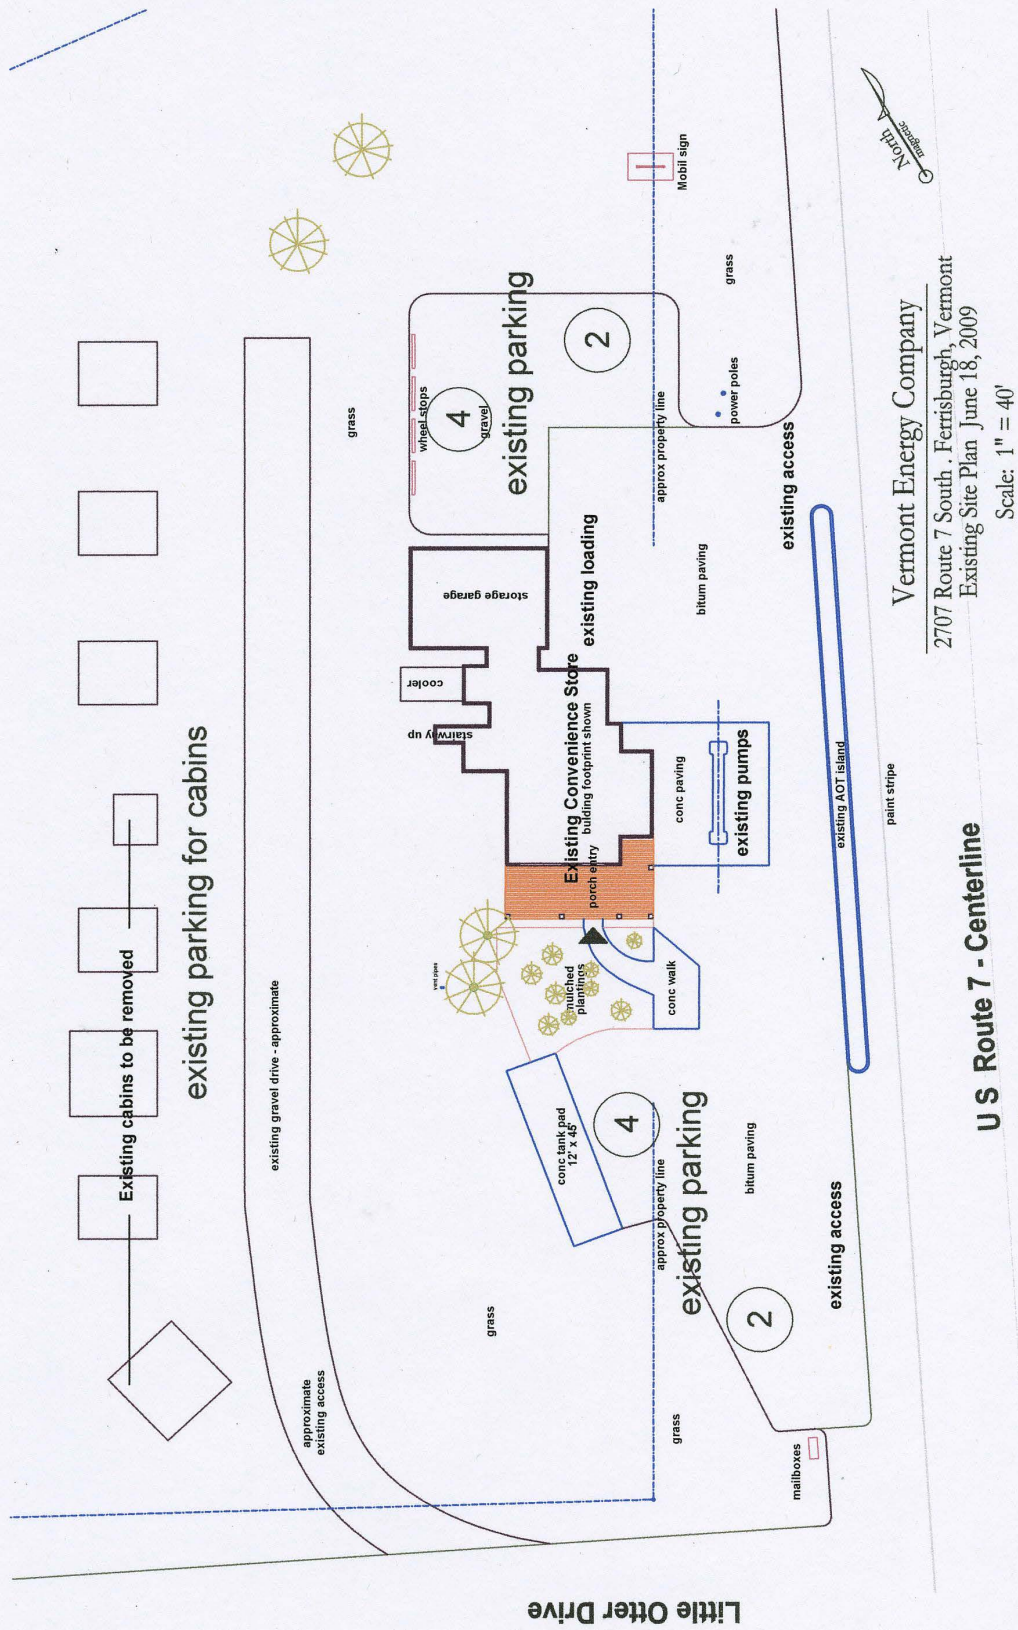 Existing cabins to be removed
existing parking for cabins
existing gravel drive - approximate
approximate
existing access
grass
grass
vent pipes
stairway up
cooler
storage garage
wheel stops
4
gravel
existing parking
2
Mobil sign
grass
power poles
approx property line
existing loading
Existing Convenience Store
bulding footprint shown
porch entry
mulched
plantings
conc walk
conc paving
existing pumps
bitum paving
existing access
conc tank pad
12' x 45'
4
approx property line
existing parking
bitum paving
2
existing access
grass
mailboxes
existing AOT island
paint stripe
U S Route 7 - Centerline
Little Otter Drive
North
magnetic
Vermont Energy Company
2707 Route 7 South . Ferrisburgh, Vermont
Existing Site Plan June 18, 2009
Scale: 1" = 40'